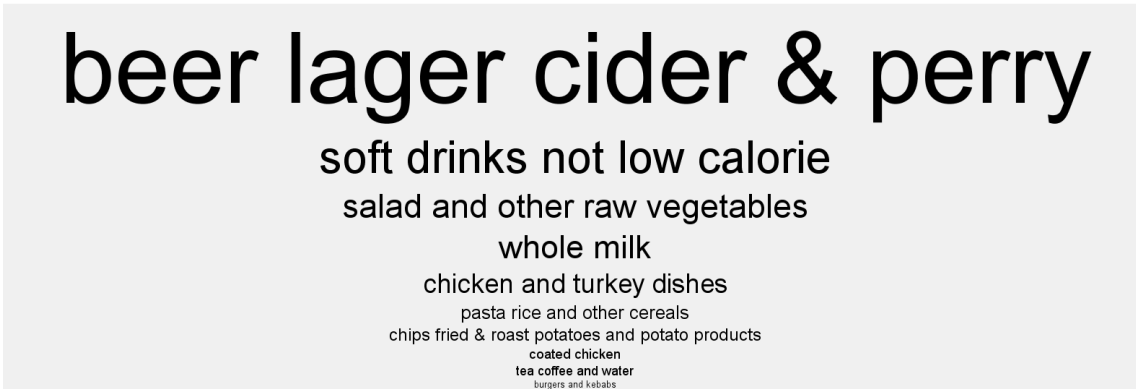 beer lager cider & perry
soft drinks not low calorie
salad and other raw vegetables
whole milk
chicken and turkey dishes
pasta rice and other cereals
chips fried & roast potatoes and potato products
coated chicken
tea coffee and water
burgers and kebabs